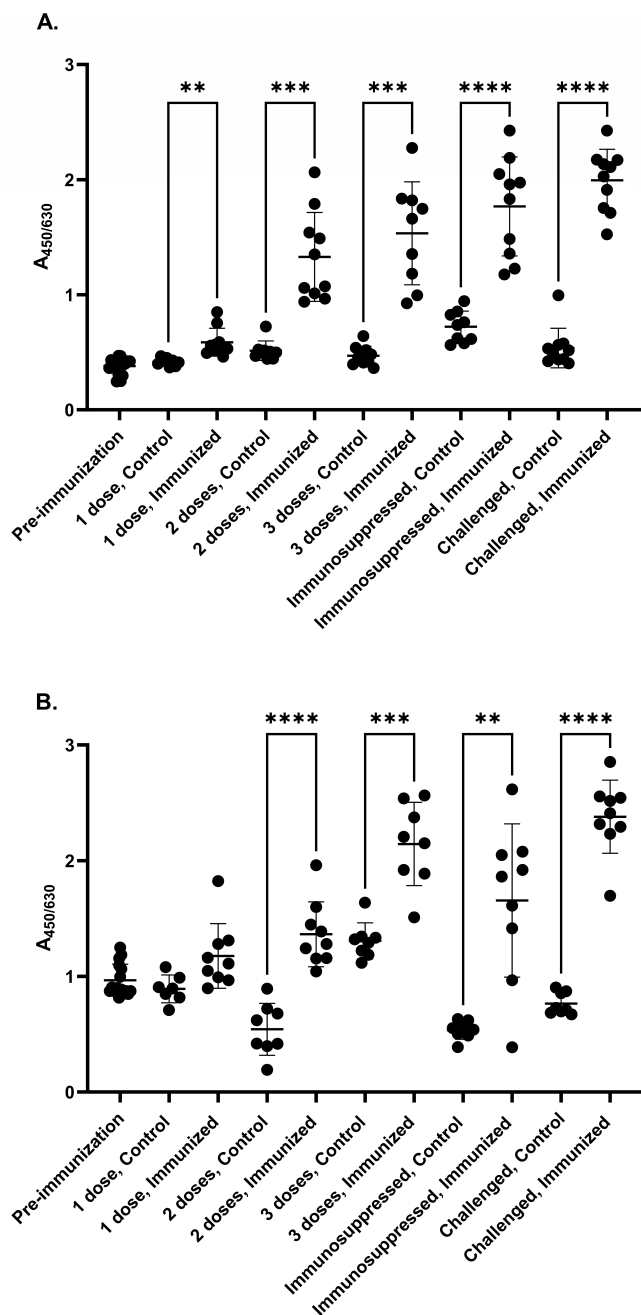 A.
** *** *** **** ****
3
2
1
0
A450/630
Pre-immunization
1 dose, Control
1 dose, Immunized
2 doses, Control
2 doses, Immunized
3 doses, Control
3 doses, Immunized
Immunosuppressed, Control
Immunosuppressed, Immunized
Challenged, Control
Challenged, Immunized
B.
**** *** ** ****
3
2
1
0
A450/630
Pre-immunization
1 dose, Control
1 dose, Immunized
2 doses, Control
2 doses, Immunized
3 doses, Control
3 doses, Immunized
Immunosuppressed, Control
Immunosuppressed, Immunized
Challenged, Control
Challenged, Immunized